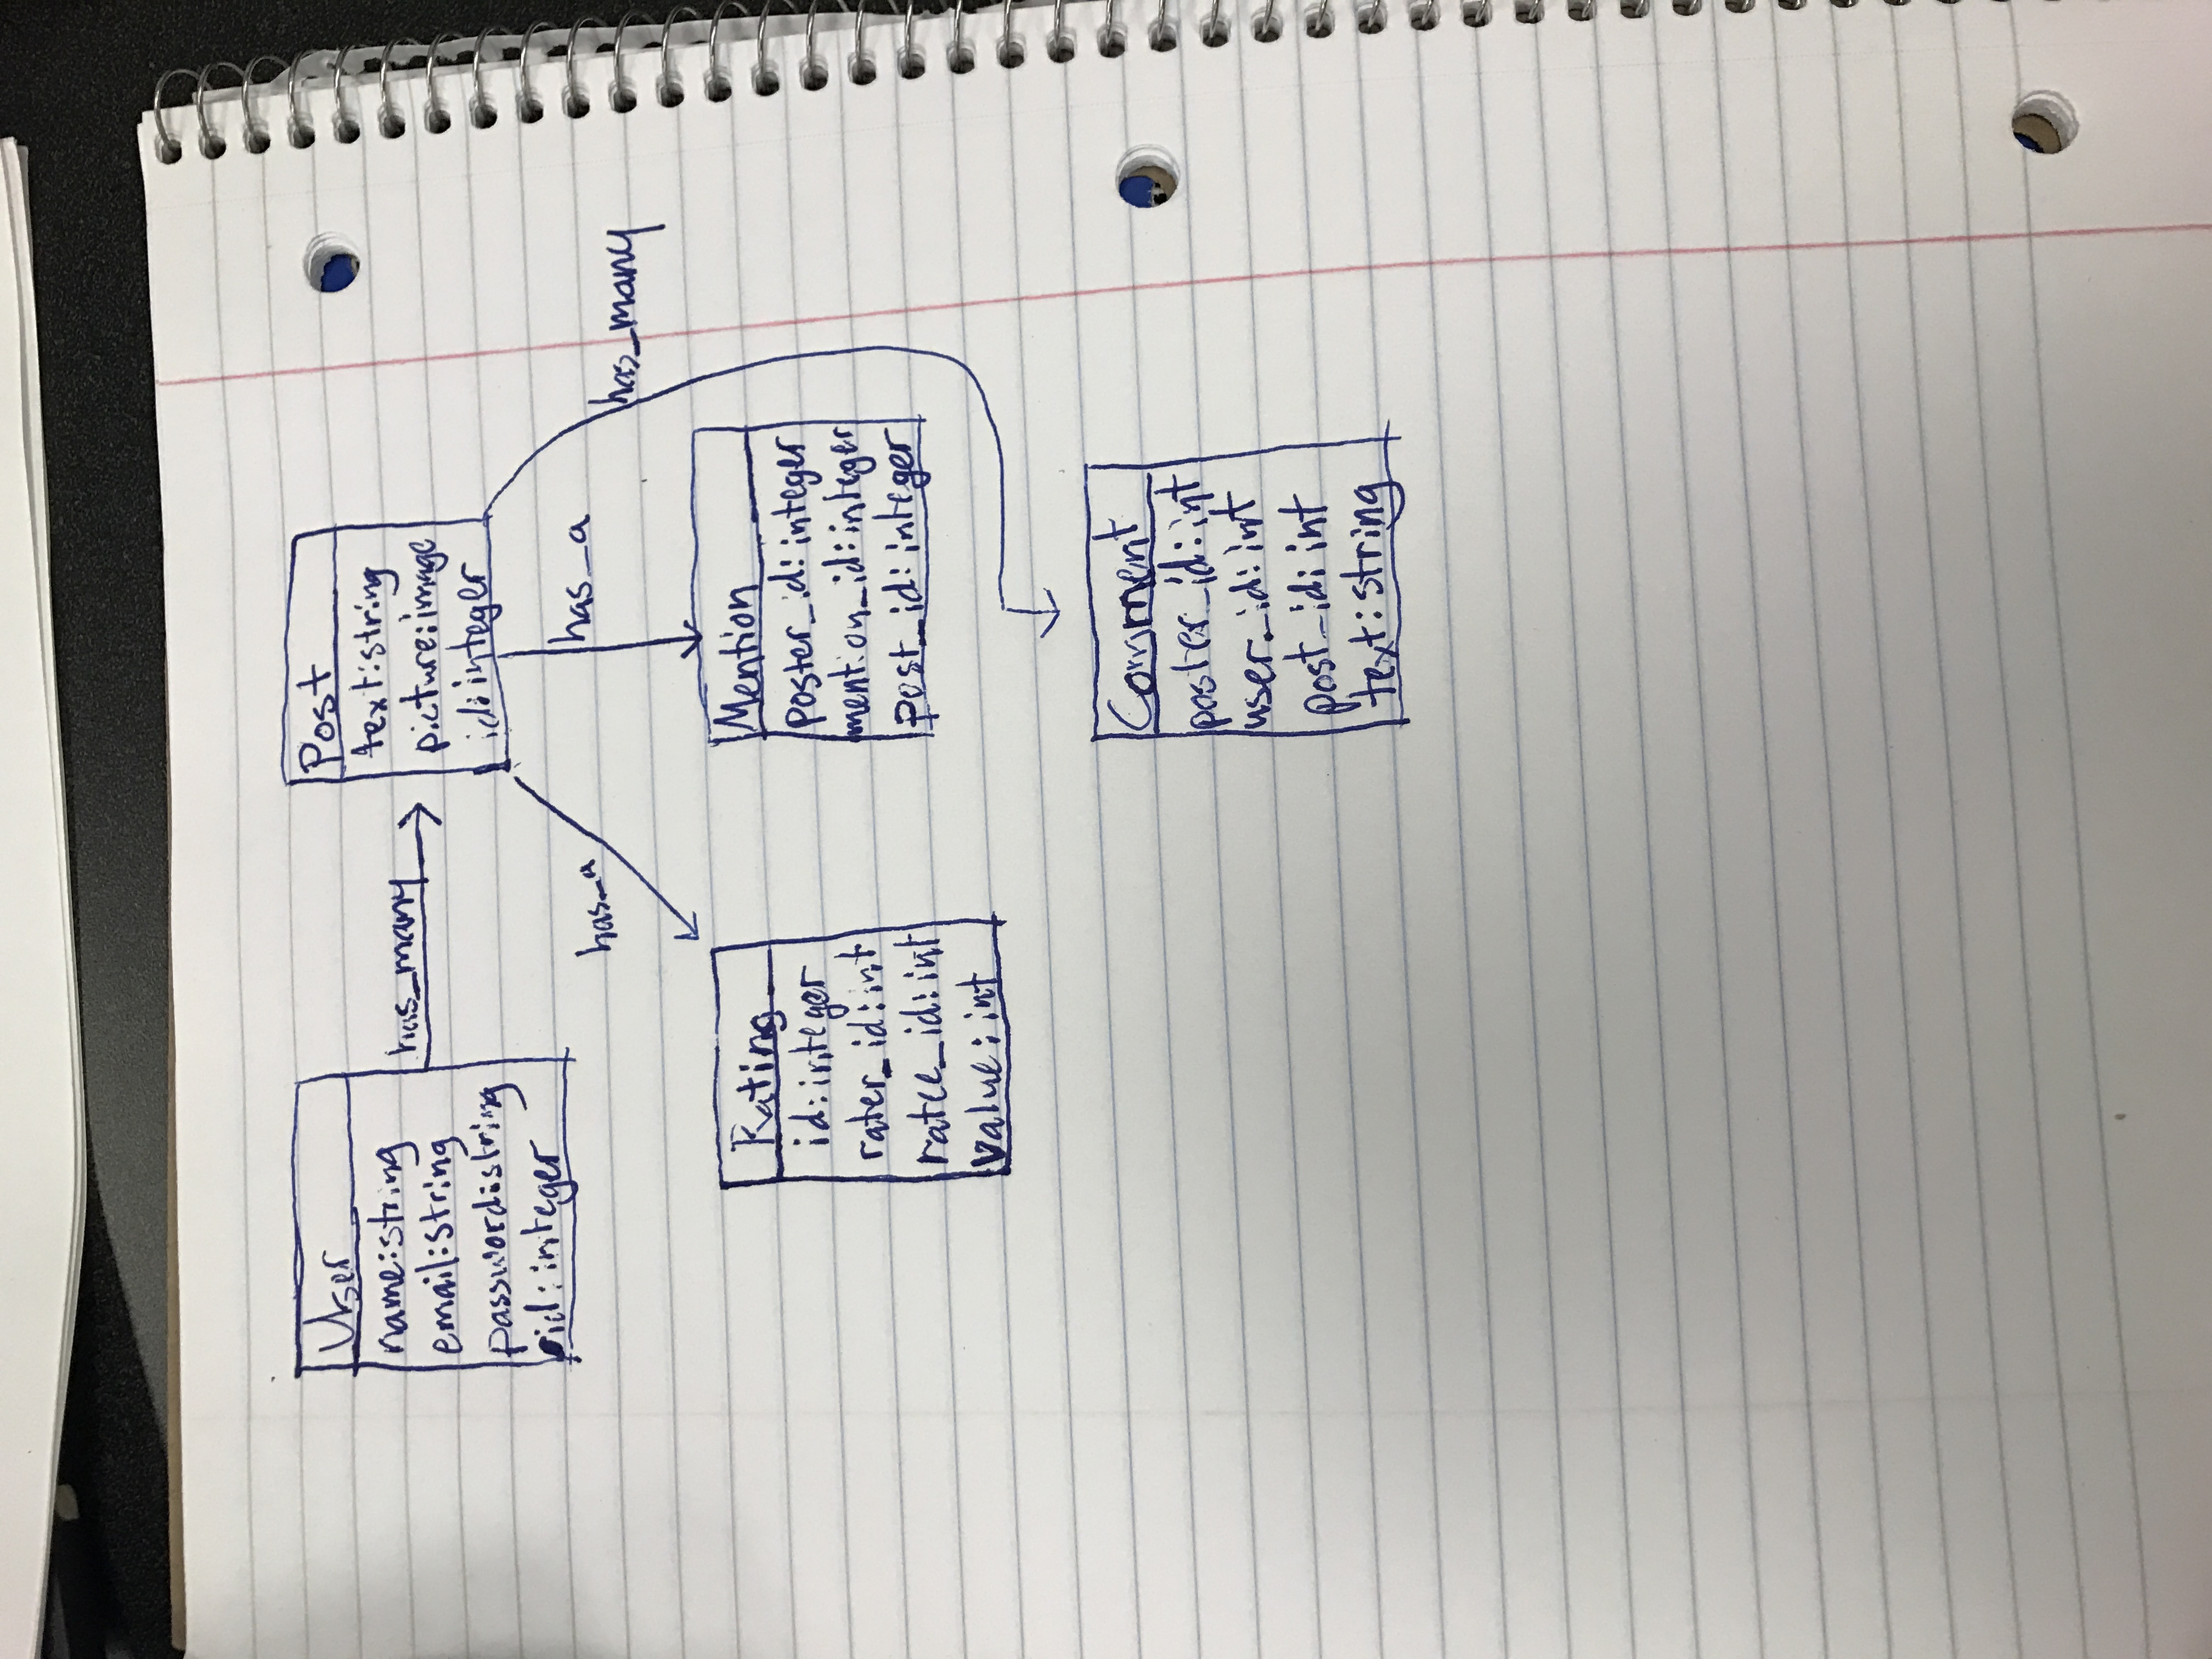 User
name:string
email:string
password:string
id:integer
has_many
Post
text:string
picture:image
id:integer
has_a
has_a
has_many
Rating
id:integer
rater_id:int
ratee_id:int
value:int
Mention
poster_id:integer
mention_id:integer
post_id:integer
Comment
poster_id:int
user_id:int
post_id:int
text:string